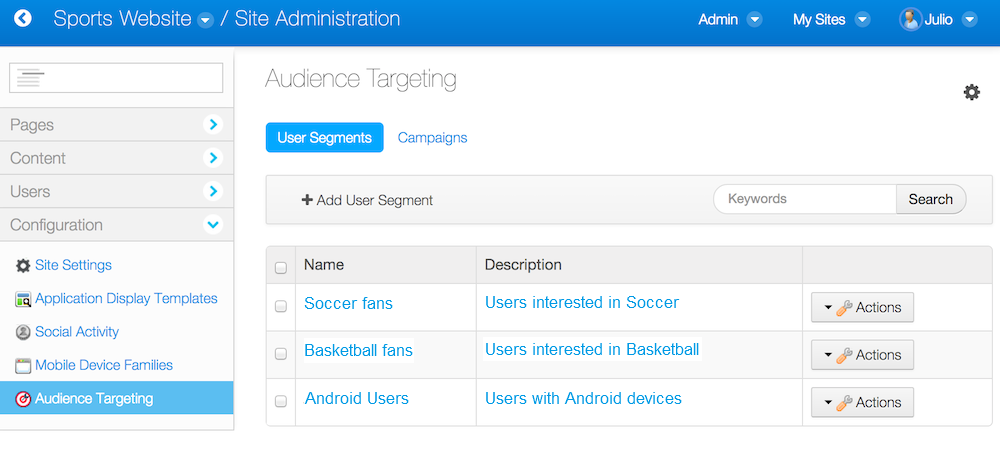 Sports Website / Site Administration
Admin
My Sites
Julio
Pages
Content
Users
Configuration
Site Settings
Application Display Templates
Social Activity
Mobile Device Families
Audience Targeting
Audience Targeting
User Segments
Campaigns
+ Add User Segment
Keywords
Search
Name
Description
Soccer fans
Users interested in Soccer
Actions
Basketball fans
Users interested in Basketball
Actions
Android Users
Users with Android devices
Actions